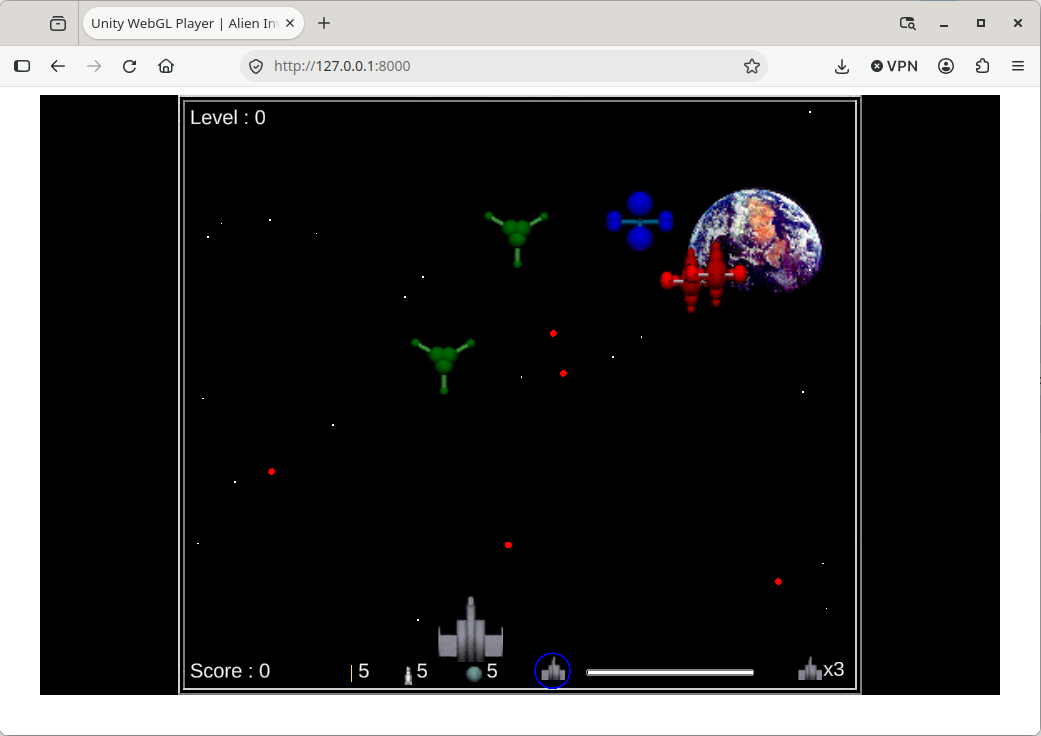 Unity WebGL Player | Alien In
http://127.0.0.1:8000
VPN
Level : 0
Score : 0
5
5
5
x3